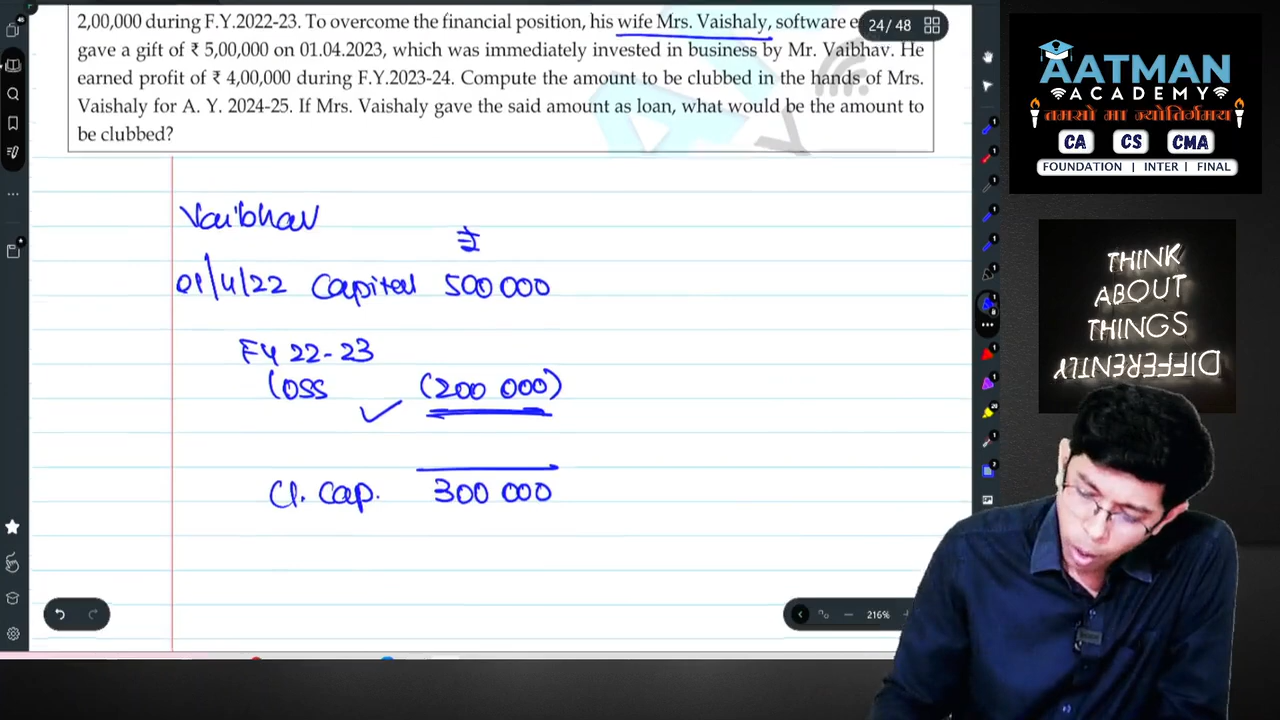 2,00,000 during F.Y.2022-23. To overcome the financial position, his wife Mrs. Vaishaly, software e
24/48
gave a gift of ₹ 5,00,000 on 01.04.2023, which was immediately invested in business by Mr. Vaibhav. He
earned profit of ₹ 4,00,000 during F.Y.2023-24. Compute the amount to be clubbed in the hands of Mrs.
Vaishaly for A. Y. 2024-25. If Mrs. Vaishaly gave the said amount as loan, what would be the amount to
be clubbed?
Vaibhav
₹
01/4/22 Capital 500 000
FY 22-23
Loss (200 000)
Cl. Cap. 300 000
216%
AATMAN
ACADEMY
तमसो मा ज्योतिर्गमय
CA CS CMA
FOUNDATION | INTER | FINAL
THINK
ABOUT
THINGS
DIFFERENTLY